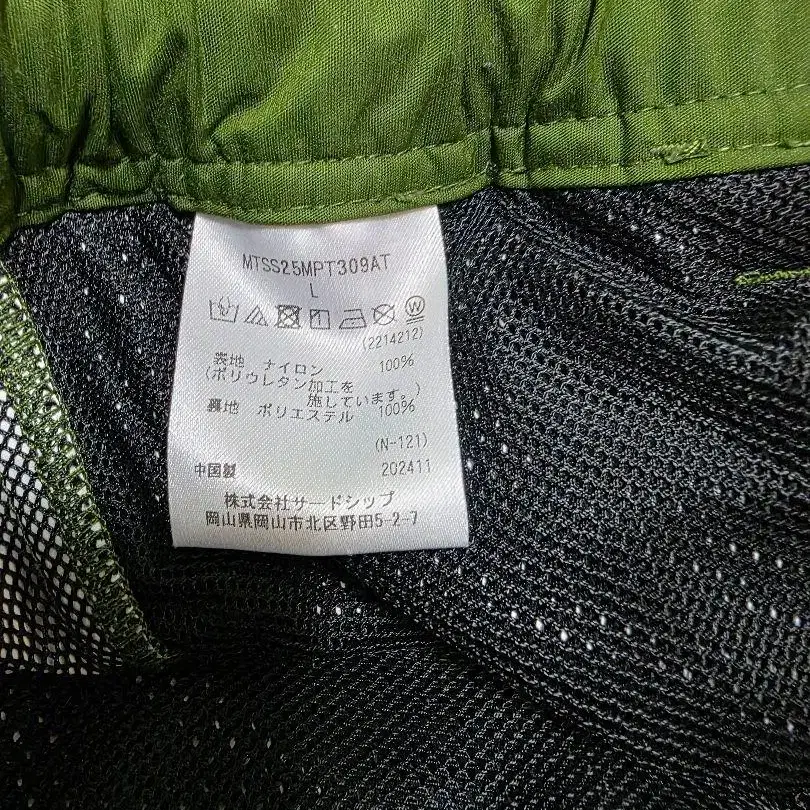 MTSS25MPT309AT
L
(2214212)
表地 ナイロン 100%
(ポリウレタン加工を
施しています。)
裏地 ポリエステル 100%
(N-121)
中国製 202411
株式会社サードシップ
岡山県岡山市北区野田5-2-7